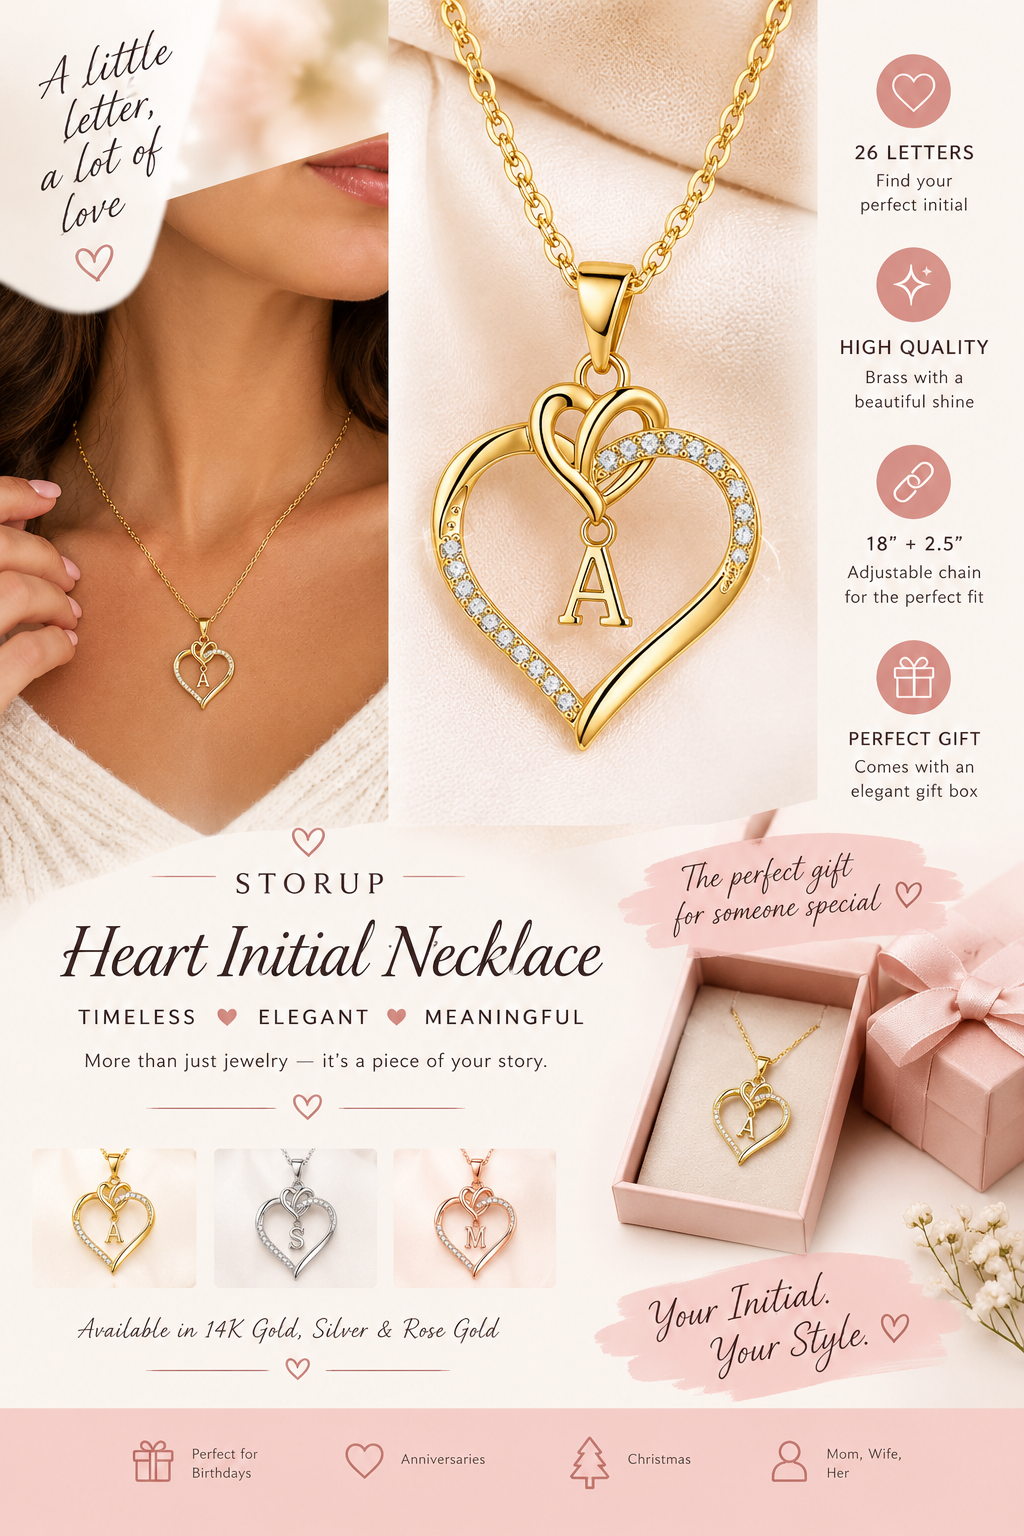 A little
letter,
a lot of
love
26 LETTERS
Find your
perfect initial
HIGH QUALITY
Brass with a
beautiful shine
18" + 2.5"
Adjustable chain
for the perfect fit
PERFECT GIFT
Comes with an
elegant gift box
A
A
STORUP
Heart Initial Necklace
TIMELESS ELEGANT MEANINGFUL
More than just jewelry — it's a piece of your story.
The perfect gift
for someone special
A
A
S
M
Available in 14K Gold, Silver & Rose Gold
Your Initial.
Your Style.
Perfect for
Birthdays
Anniversaries
Christmas
Mom, Wife,
Her